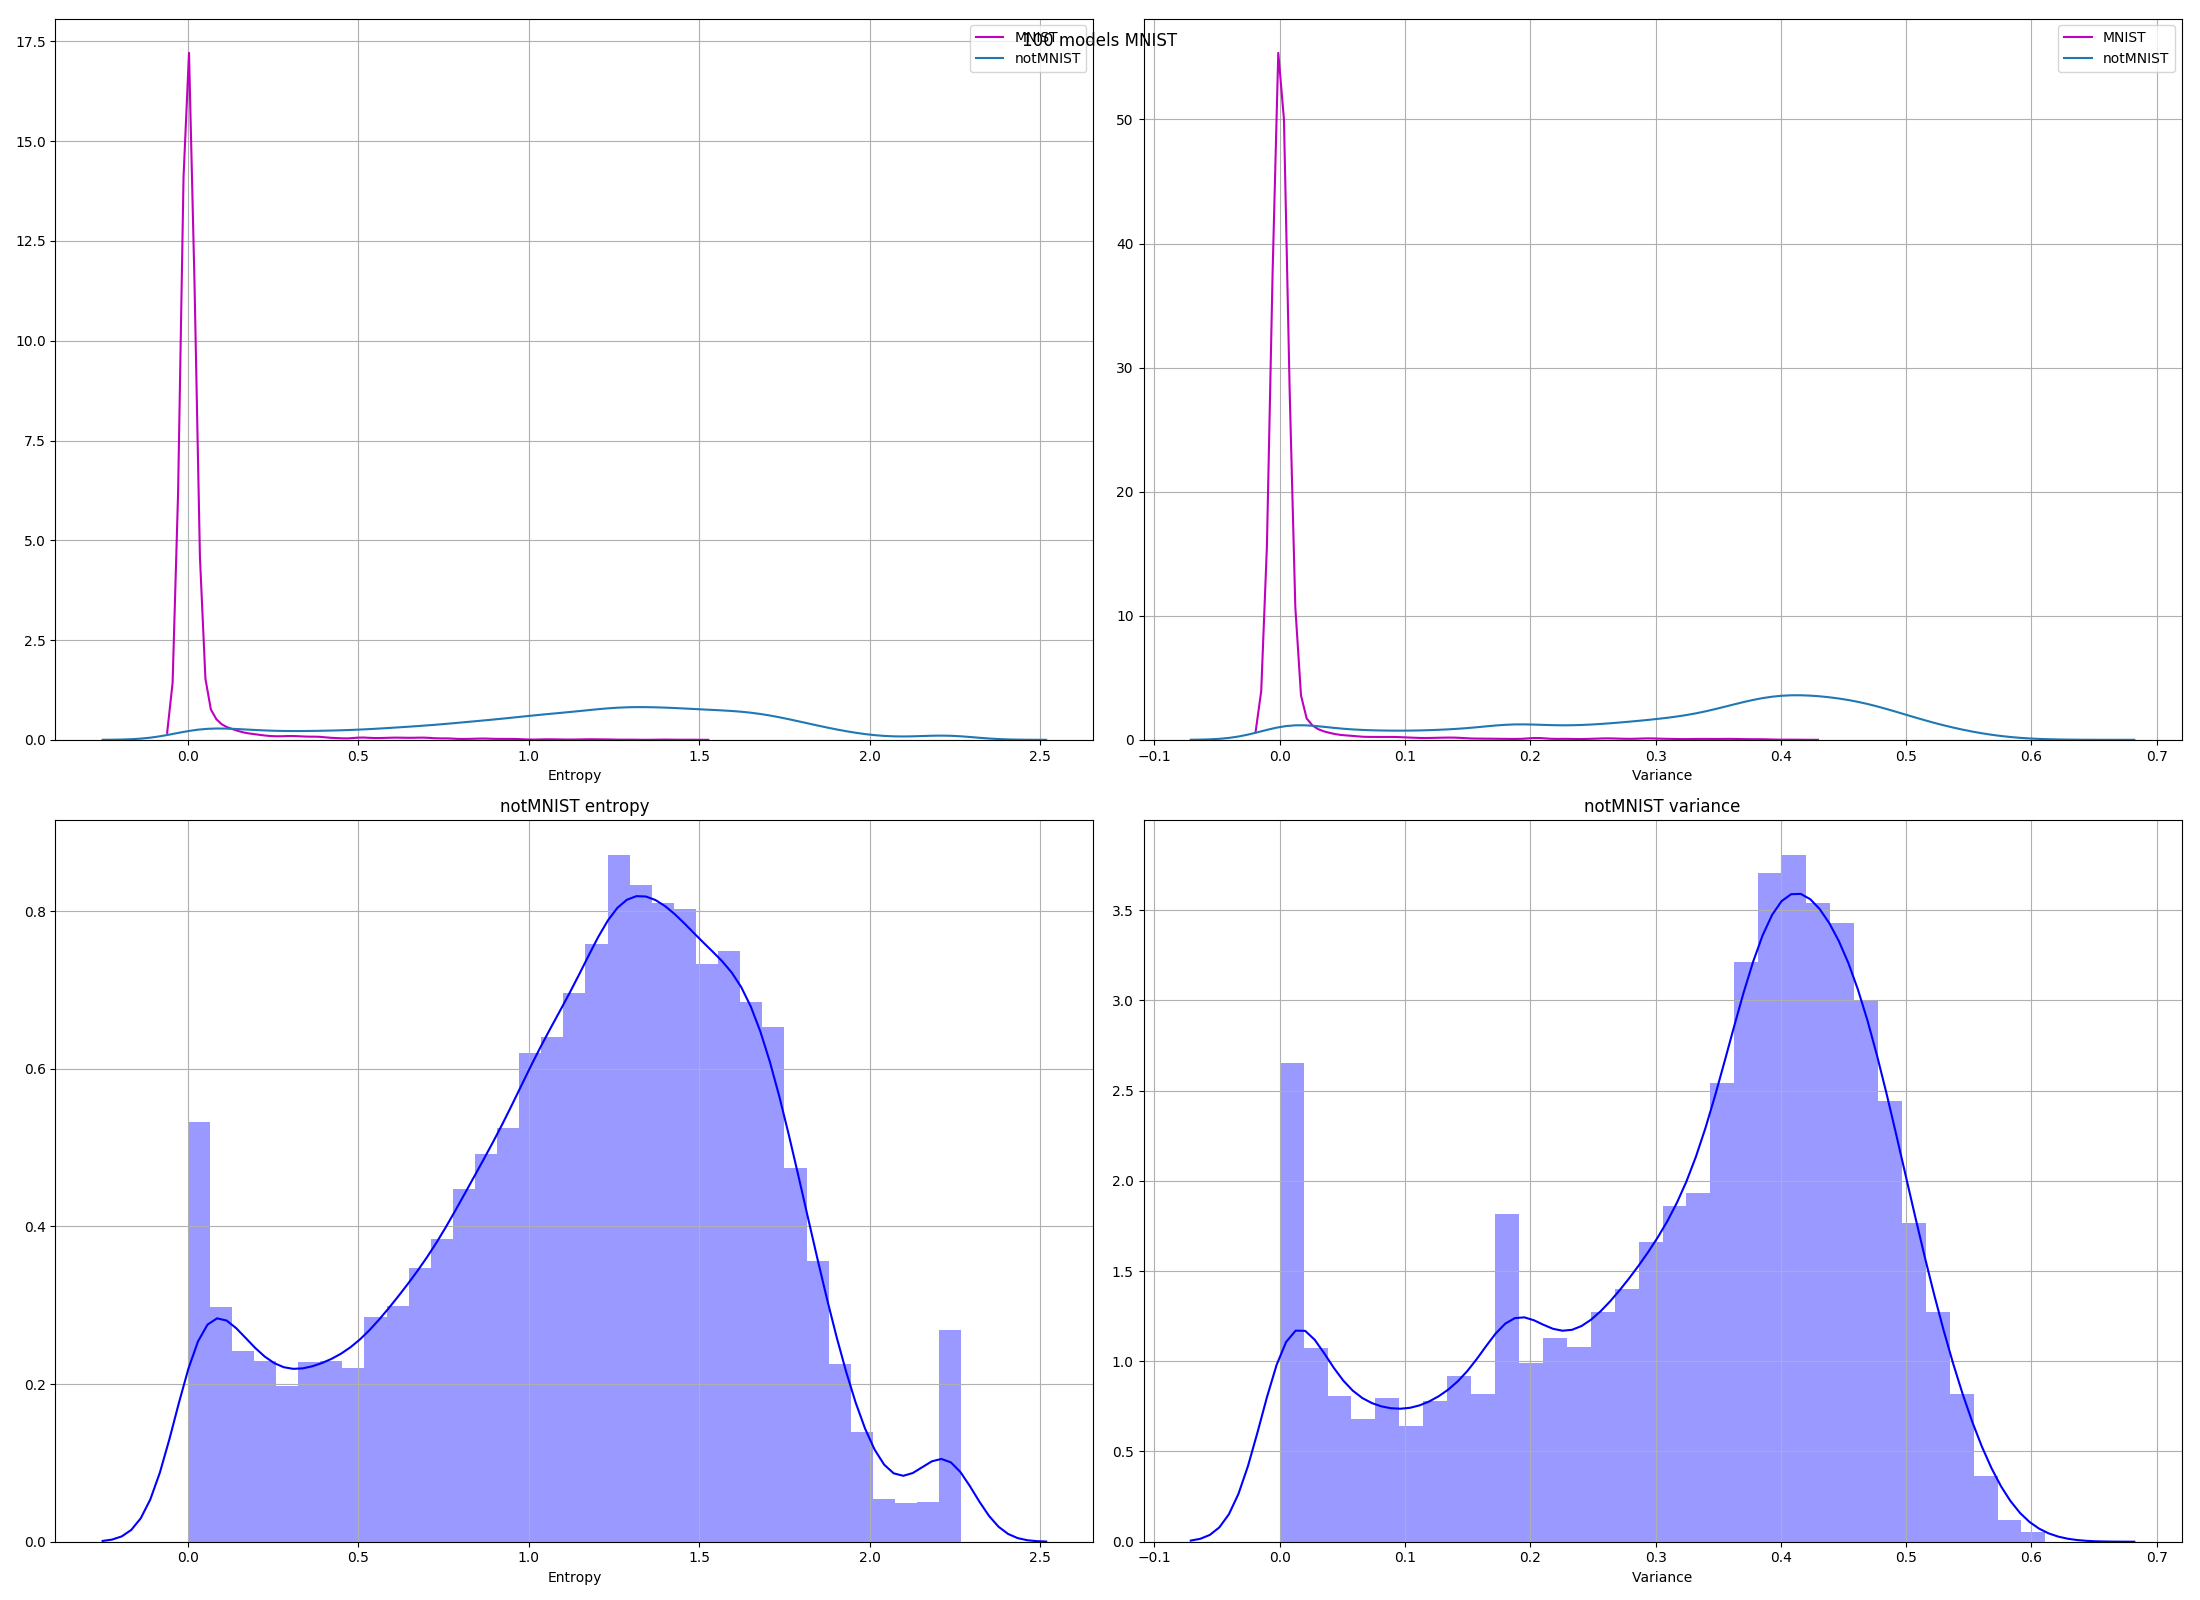 100 models MNIST
17.5
15.0
12.5
10.0
7.5
5.0
2.5
0.0
MNIST
notMNIST
0.0 0.5 1.0 1.5 2.0 2.5
Entropy
50
40
30
20
10
0
MNIST
notMNIST
−0.1 0.0 0.1 0.2 0.3 0.4 0.5 0.6 0.7
Variance
notMNIST entropy
0.8
0.6
0.4
0.2
0.0
0.0 0.5 1.0 1.5 2.0 2.5
Entropy
notMNIST variance
3.5
3.0
2.5
2.0
1.5
1.0
0.5
0.0
−0.1 0.0 0.1 0.2 0.3 0.4 0.5 0.6 0.7
Variance